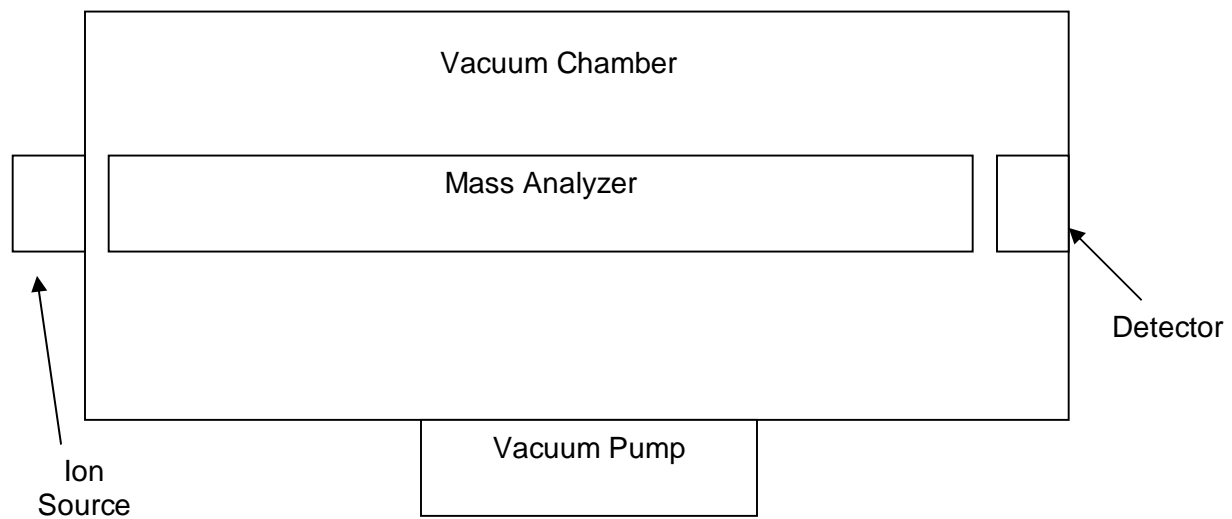 Vacuum Chamber
Mass Analyzer
Detector
Vacuum Pump
Ion
Source